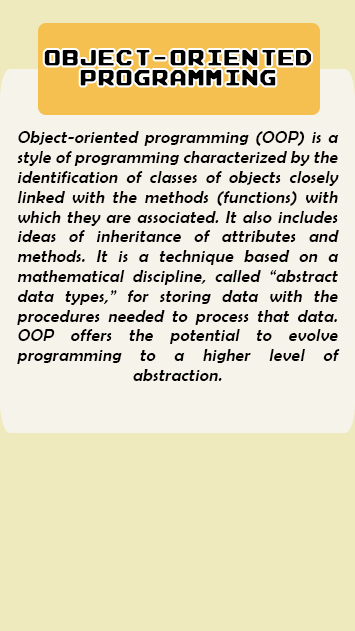 OBJECT-ORIENTED
PROGRAMMING
Object-oriented programming (OOP) is a
style of programming characterized by the
identification of classes of objects closely
linked with the methods (functions) with
which they are associated. It also includes
ideas of inheritance of attributes and
methods. It is a technique based on a
mathematical discipline, called “abstract
data types,” for storing data with the
procedures needed to process that data.
OOP offers the potential to evolve
programming to a higher level of
abstraction.